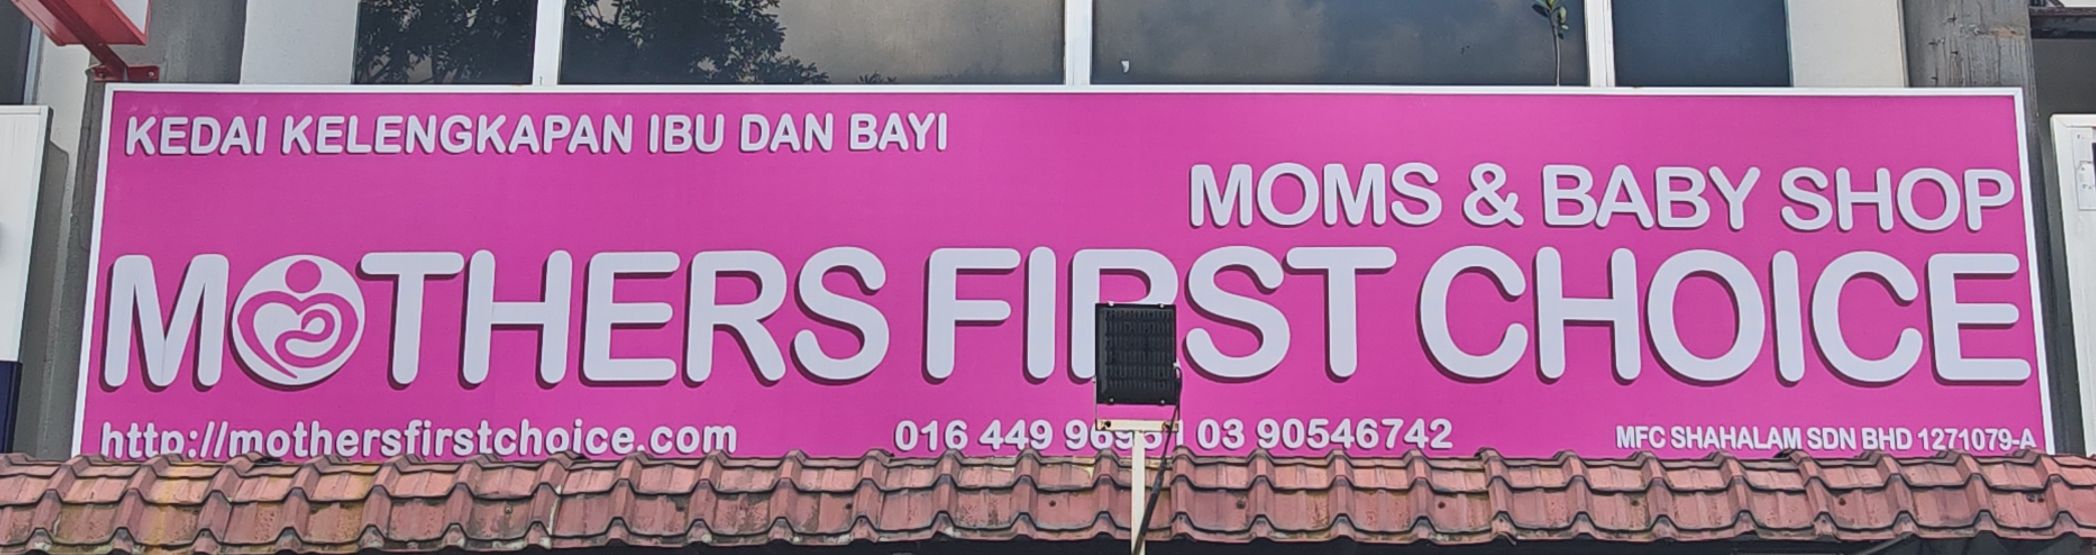 KEDAI KELENGKAPAN IBU DAN BAYI
MOMS & BABY SHOP
MOTHERS FIRST CHOICE
http://mothersfirstchoice.com
016 449 | 03 90546742
MFC SHAHALAM SDN BHD 1271079-A